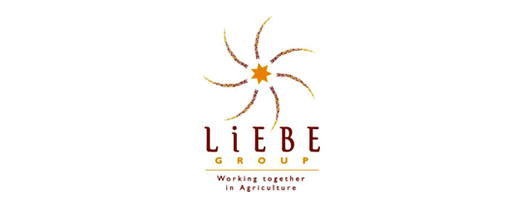 LiEBE
GROUP
Working together
in Agriculture